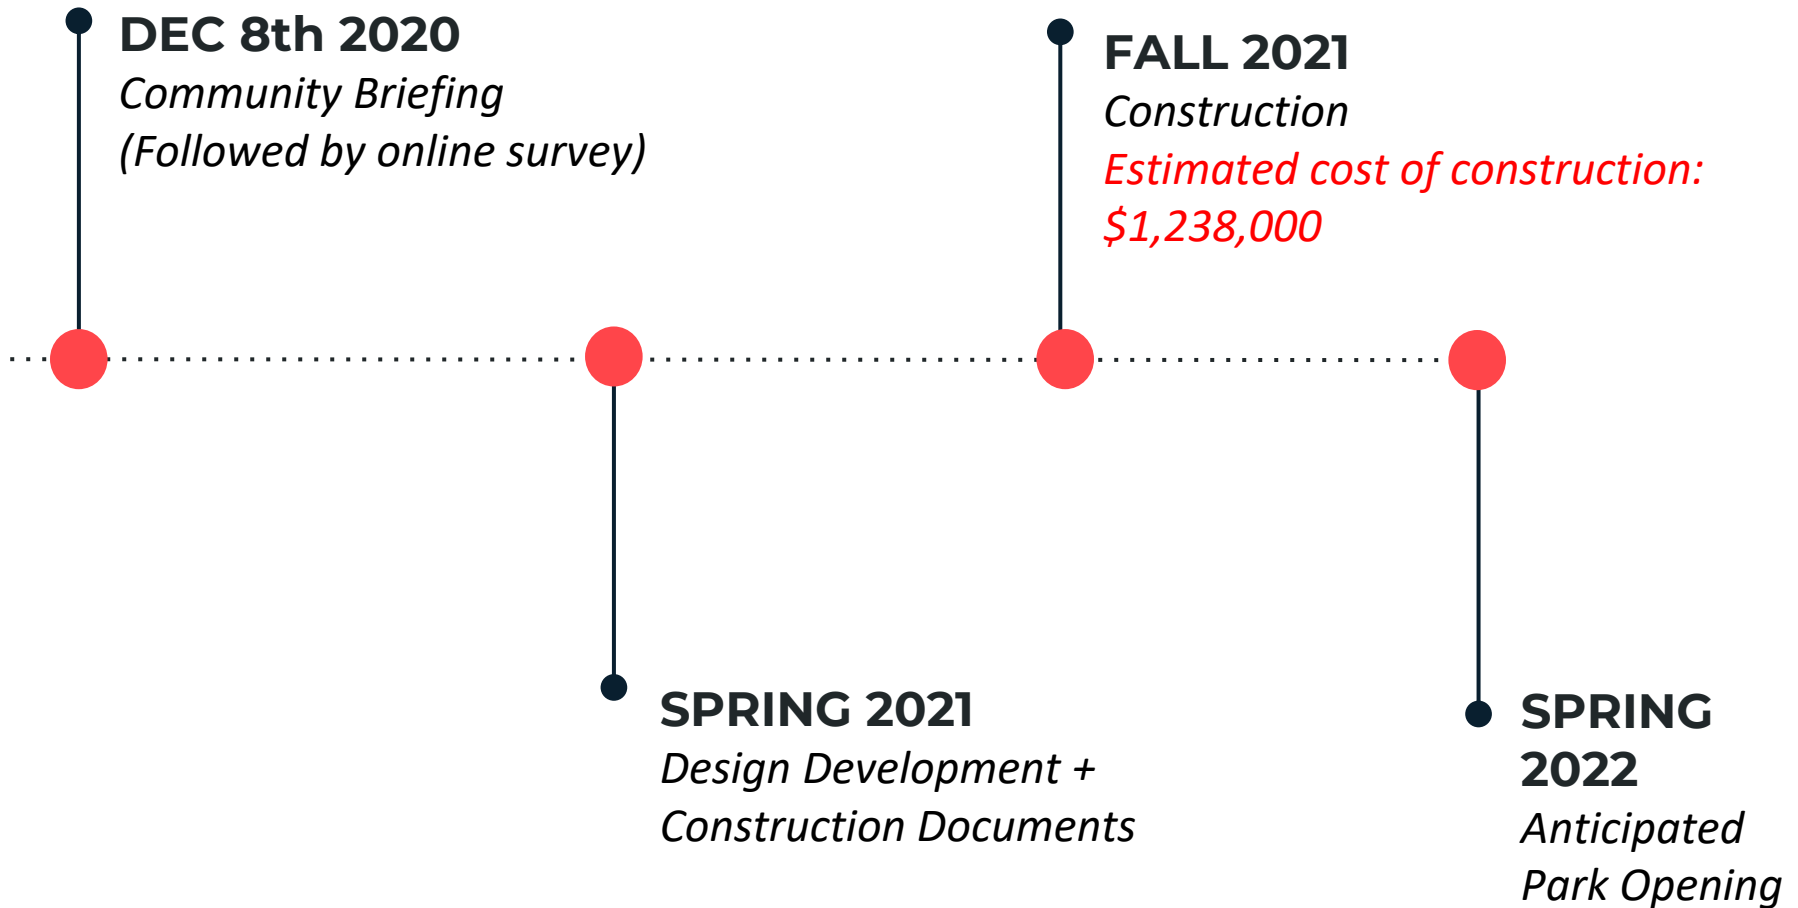 DEC 8th 2020
Community Briefing
(Followed by online survey)
FALL 2021
Construction
Estimated cost of construction:
$1,238,000
SPRING 2021
Design Development +
Construction Documents
SPRING
2022
Anticipated
Park Opening